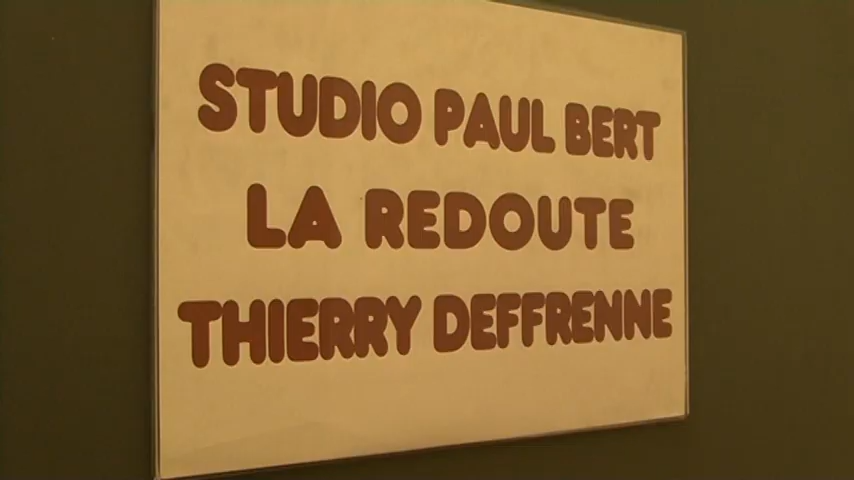 STUDIO PAUL BERT
LA REDOUTE
THIERRY DEFFRENNE